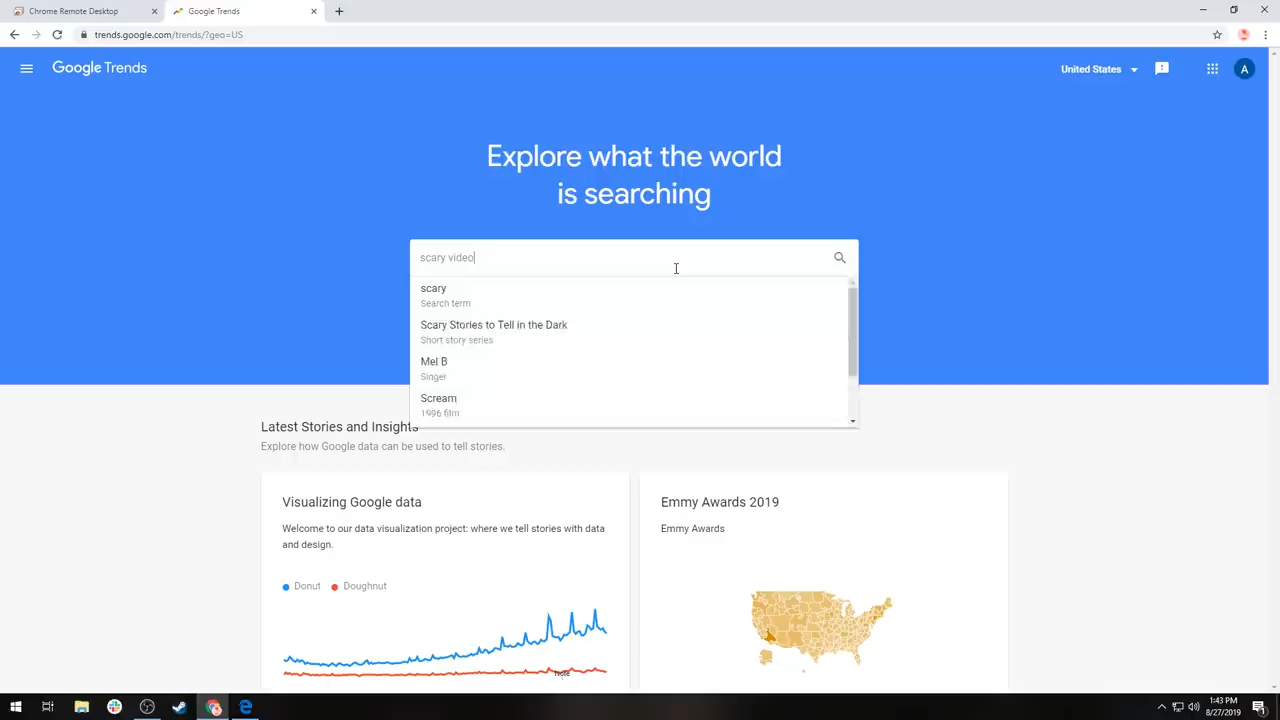 Chrome Remote Desktop
Google Trends
trends.google.com/trends/?geo=US
Google Trends
United States
A
Explore what the world
is searching
scary video
scary
Search term
Scary Stories to Tell in the Dark
Short story series
Mel B
Singer
Scream
1996 film
Latest Stories and Insights
Explore how Google data can be used to tell stories.
Visualizing Google data
Welcome to our data visualization project: where we tell stories with data
and design.
Donut
Doughnut
Note
Emmy Awards 2019
Emmy Awards
1:43 PM
8/27/2019